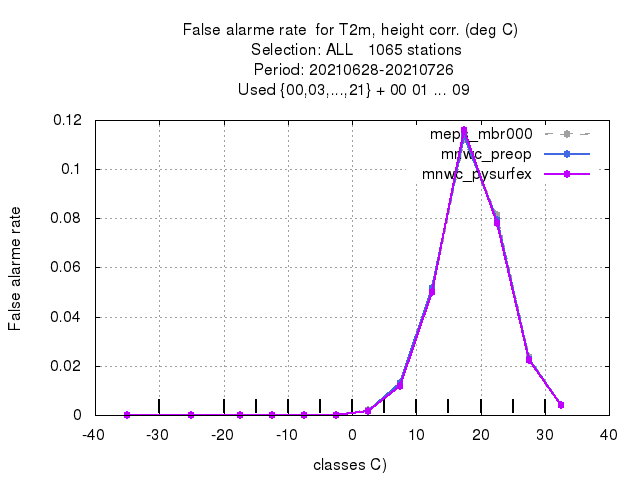 False alarme rate  for T2m, height corr. (deg C)
Selection: ALL   1065 stations
Period: 20210628-20210726
Used {00,03,...,21} + 00 01 ... 09
0.12
0.1
0.08
0.06
0.04
0.02
0
False alarme rate
mnwc_preop
mnwc_pysurfex
-40 -30 -20 -10 0 10 20 30 40
classes C)